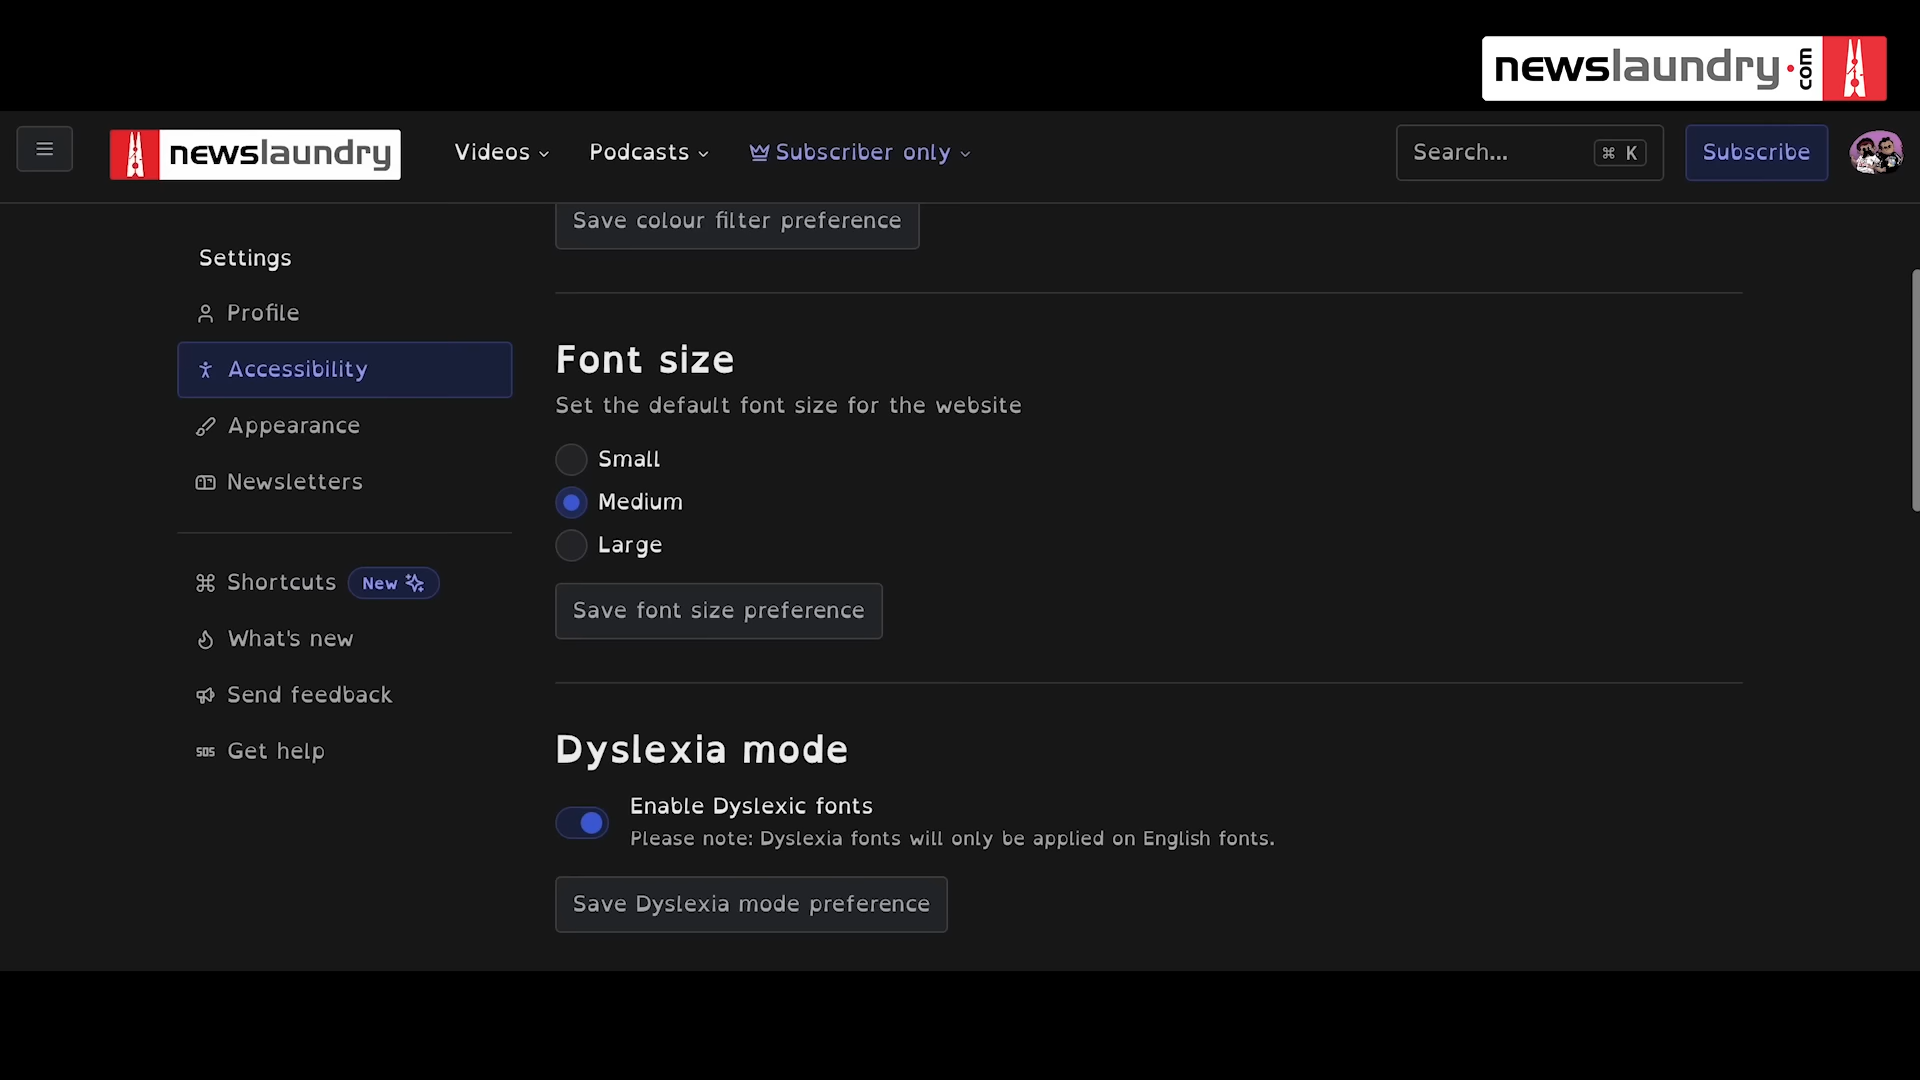 newslaundry.com
newslaundry
Videos
Podcasts
Subscriber only
Search...
⌘ K
Subscribe
Save colour filter preference
Settings
Profile
Accessibility
Appearance
Newsletters
Shortcuts
New
What's new
Send feedback
SOS Get help
Font size
Set the default font size for the website
Small
Medium
Large
Save font size preference
Dyslexia mode
Enable Dyslexic fonts
Please note: Dyslexia fonts will only be applied on English fonts.
Save Dyslexia mode preference